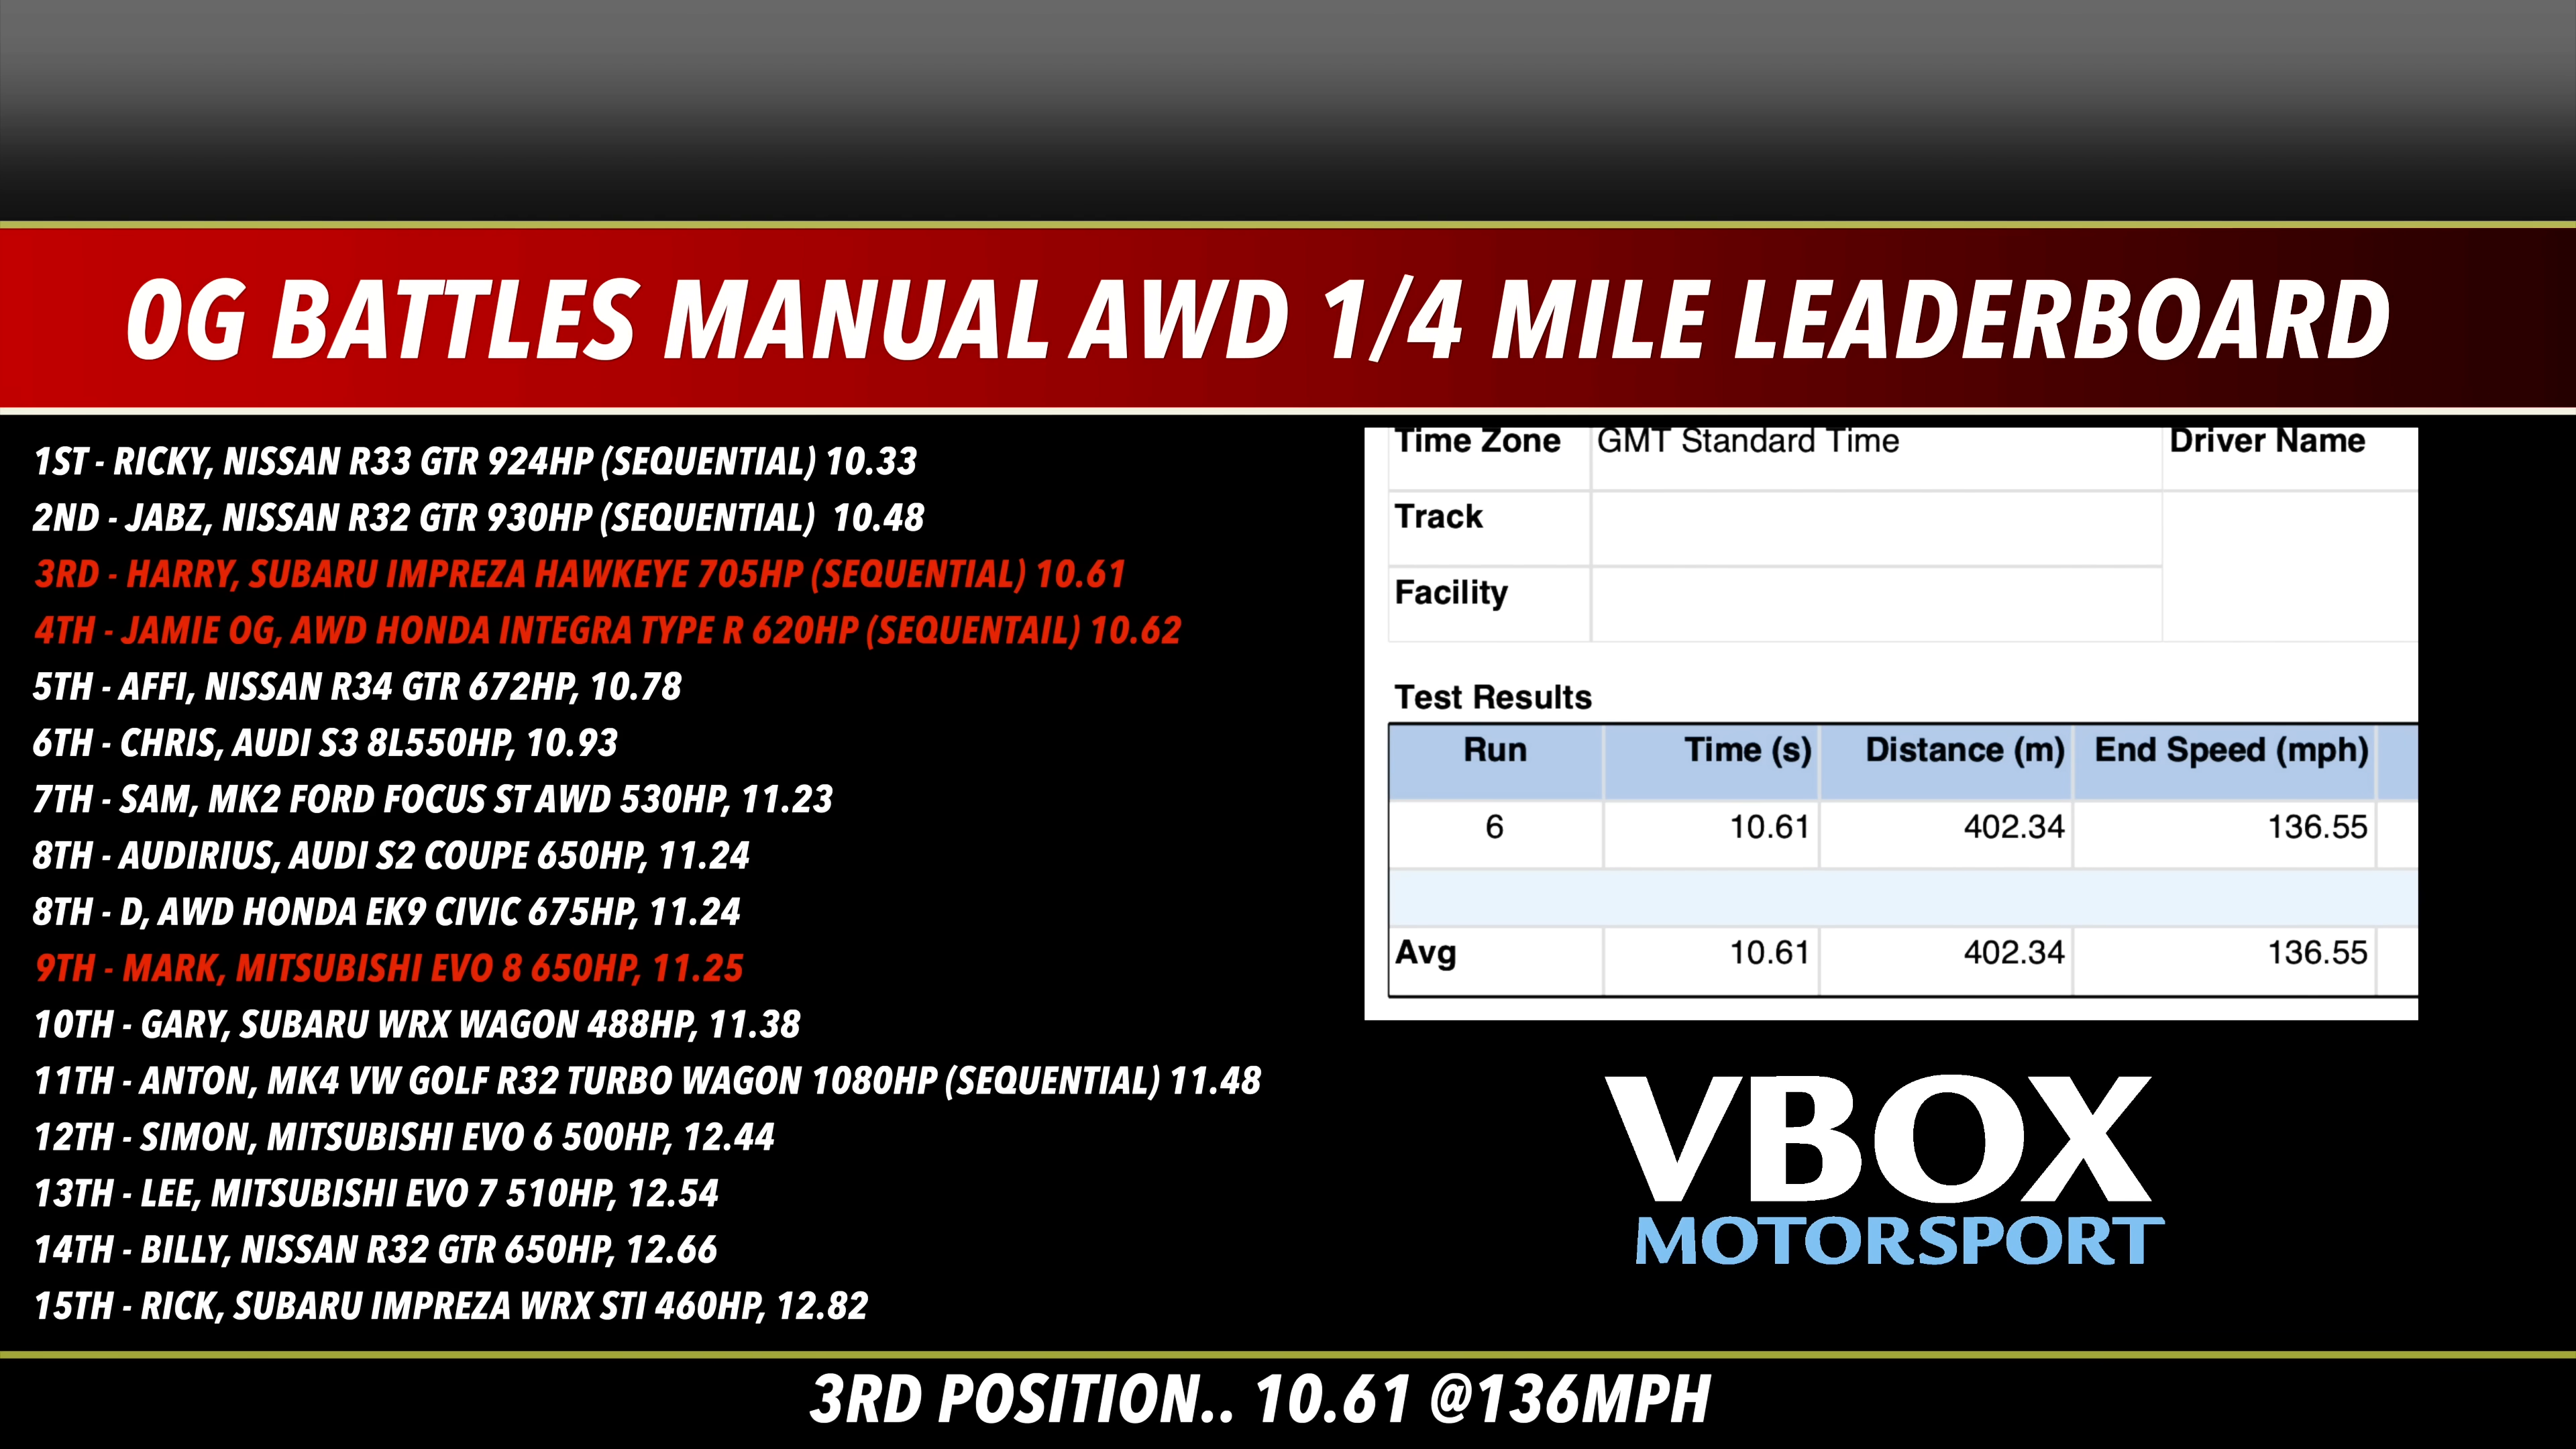 OG BATTLES MANUAL AWD 1/4 MILE LEADERBOARD
1ST - RICKY, NISSAN R33 GTR 924HP (SEQUENTIAL) 10.33
2ND - JABZ, NISSAN R32 GTR 930HP (SEQUENTIAL) 10.48
3RD - HARRY, SUBARU IMPREZA HAWKEYE 705HP (SEQUENTIAL) 10.61
4TH - JAMIE OG, AWD HONDA INTEGRA TYPE R 620HP (SEQUENTAIL) 10.62
5TH - AFFI, NISSAN R34 GTR 672HP, 10.78
6TH - CHRIS, AUDI S3 8L550HP, 10.93
7TH - SAM, MK2 FORD FOCUS ST AWD 530HP, 11.23
8TH - AUDIRIUS, AUDI S2 COUPE 650HP, 11.24
8TH - D, AWD HONDA EK9 CIVIC 675HP, 11.24
9TH - MARK, MITSUBISHI EVO 8 650HP, 11.25
10TH - GARY, SUBARU WRX WAGON 488HP, 11.38
11TH - ANTON, MK4 VW GOLF R32 TURBO WAGON 1080HP (SEQUENTIAL) 11.48
12TH - SIMON, MITSUBISHI EVO 6 500HP, 12.44
13TH - LEE, MITSUBISHI EVO 7 510HP, 12.54
14TH - BILLY, NISSAN R32 GTR 650HP, 12.66
15TH - RICK, SUBARU IMPREZA WRX STI 460HP, 12.82
Time Zone GMT Standard Time Driver Name
Track
Facility
Test Results
Run Time (s) Distance (m) End Speed (mph)
6 10.61 402.34 136.55
Avg 10.61 402.34 136.55
VBOX
MOTORSPORT
3RD POSITION.. 10.61 @136MPH